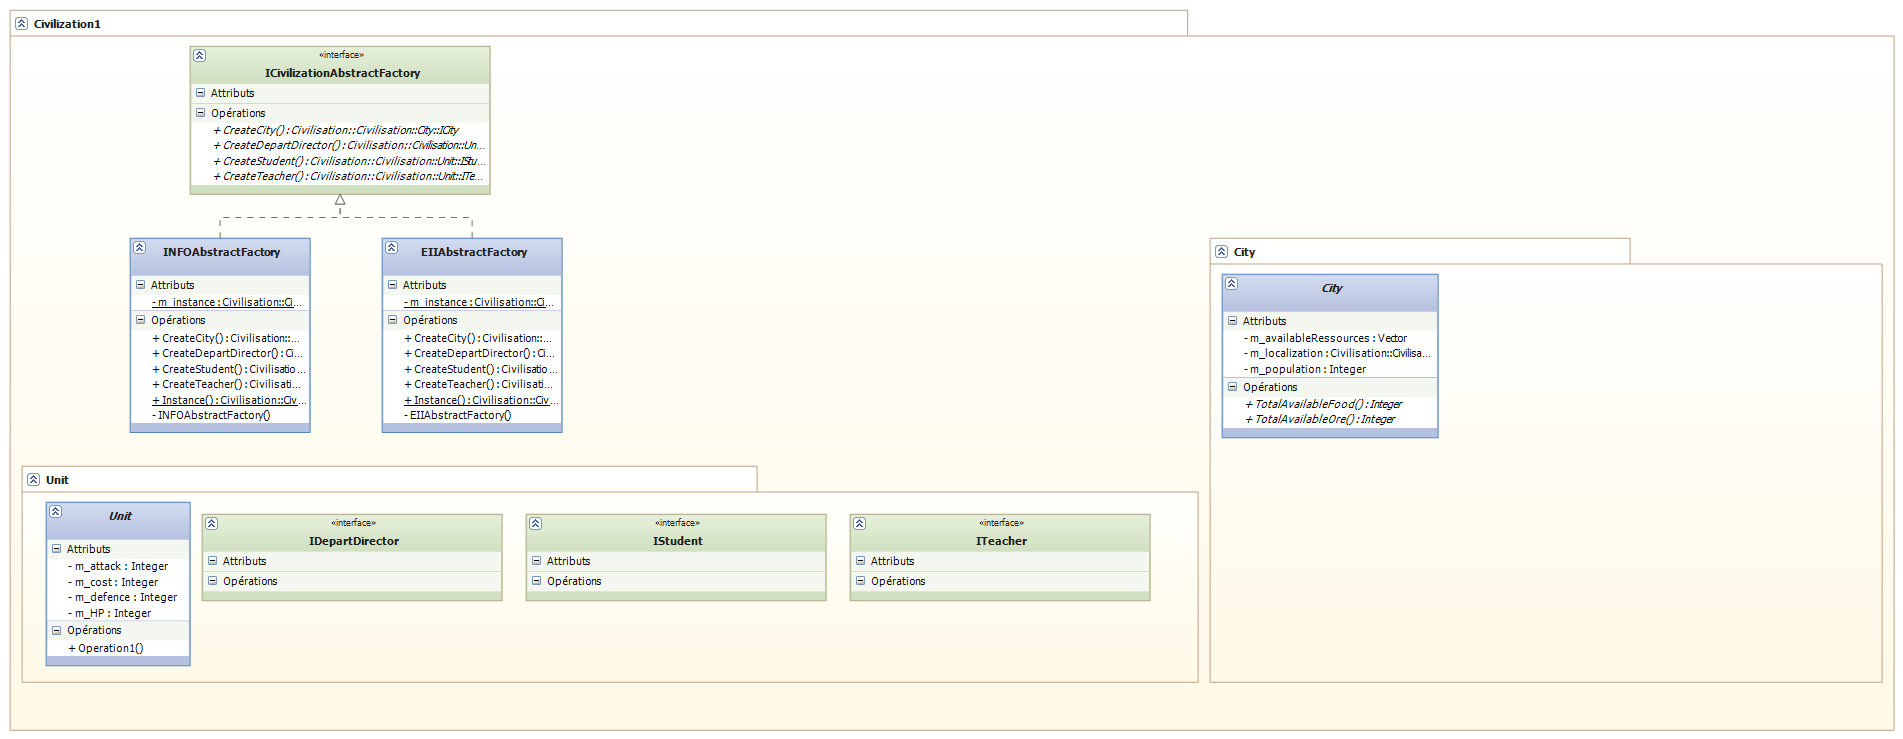 Civilization1
«interface»
ICivilizationAbstractFactory
Attributs
Opérations
+ CreateCity() : Civilisation::Civilisation::City::ICity
+ CreateDepartDirector() : Civilisation::Civilisation::Un...
+ CreateStudent() : Civilisation::Civilisation::Unit::IStu...
+ CreateTeacher() : Civilisation::Civilisation::Unit::ITe...
INFOAbstractFactory
Attributs
- m_instance : Civilisation::Ci...
Opérations
+ CreateCity() : Civilisation::...
+ CreateDepartDirector() : Ci...
+ CreateStudent() : Civilisatio...
+ CreateTeacher() : Civilisati...
+ Instance() : Civilisation::Civ...
- INFOAbstractFactory()
EIIAbstractFactory
Attributs
- m_instance : Civilisation::Ci...
Opérations
+ CreateCity() : Civilisation::...
+ CreateDepartDirector() : Ci...
+ CreateStudent() : Civilisatio...
+ CreateTeacher() : Civilisati...
+ Instance() : Civilisation::Civ...
- EIIAbstractFactory()
City
City
Attributs
- m_availableRessources : Vector
- m_localization : Civilisation::Civilisa...
- m_population : Integer
Opérations
+ TotalAvailableFood() : Integer
+ TotalAvailableOre() : Integer
Unit
Unit
Attributs
- m_attack : Integer
- m_cost : Integer
- m_defence : Integer
- m_HP : Integer
Opérations
+ Operation1()
«interface»
IDepartDirector
Attributs
Opérations
«interface»
IStudent
Attributs
Opérations
«interface»
ITeacher
Attributs
Opérations